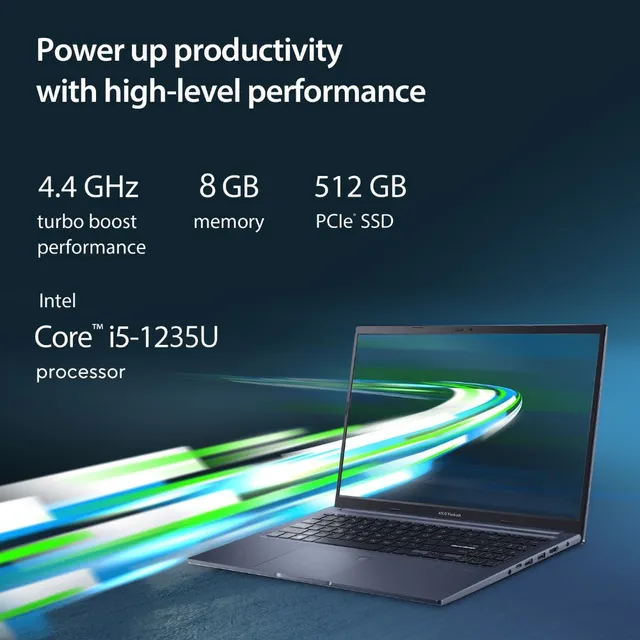 Power up productivity
with high-level performance
4.4 GHz
turbo boost
performance
8 GB
memory
512 GB
PCIe® SSD
Intel
Core™ i5-1235U
processor